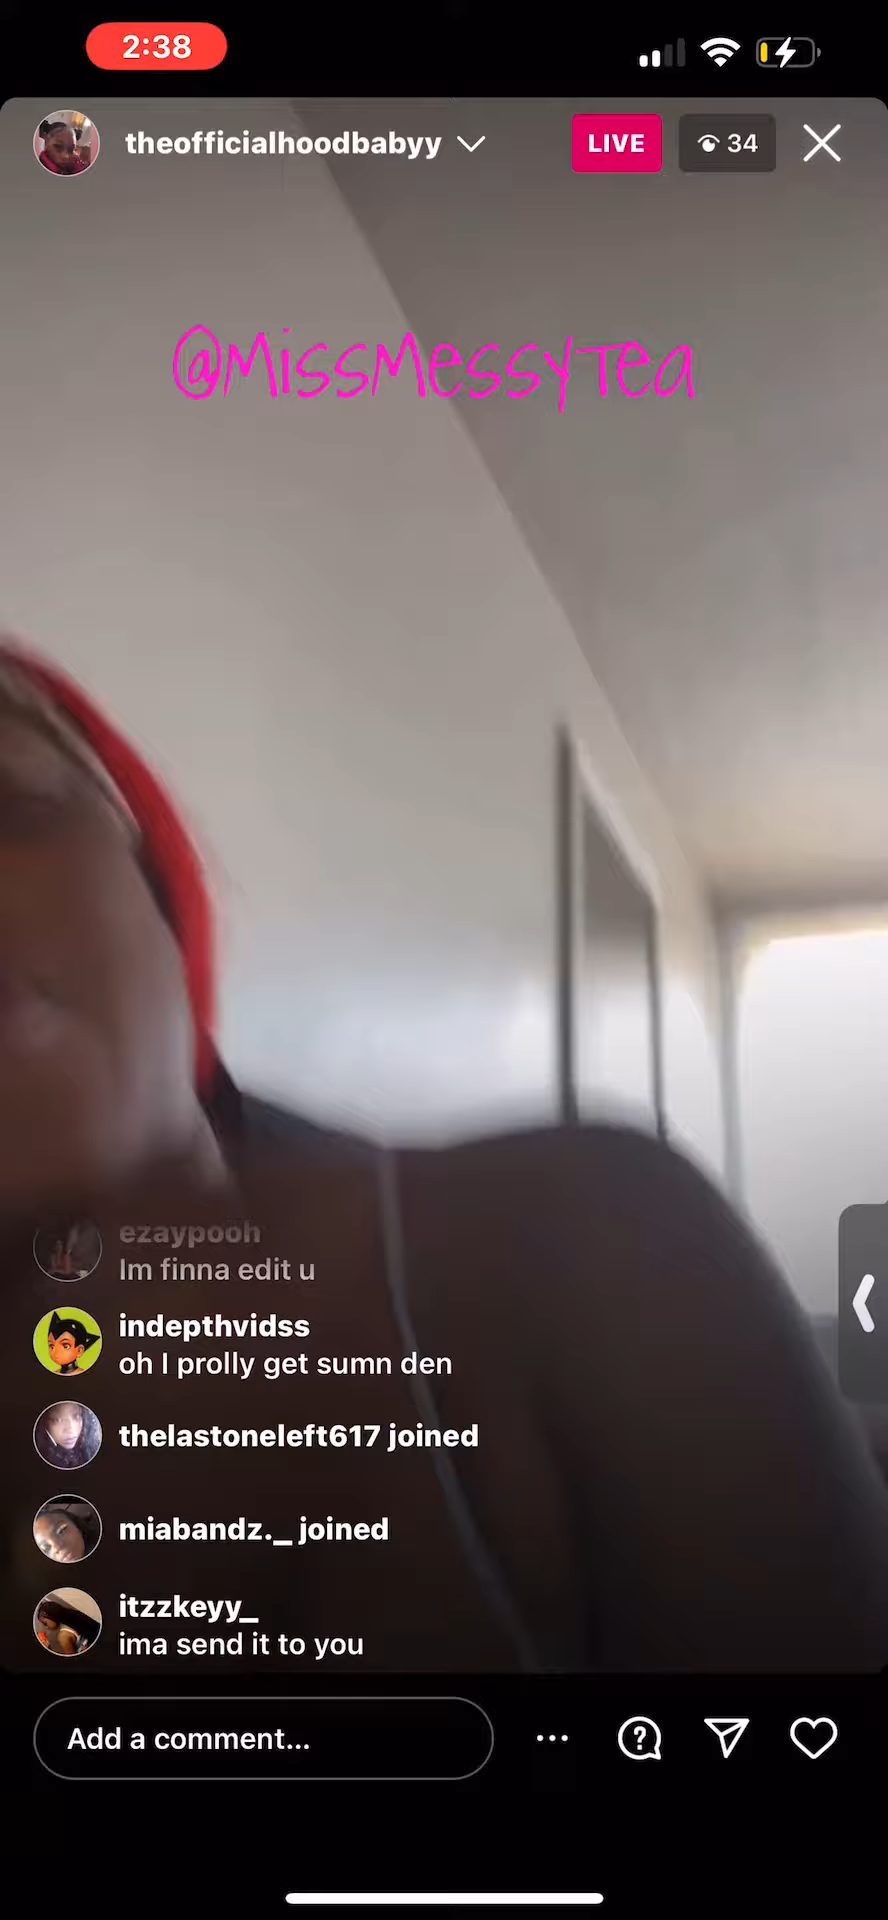 2:38
theofficialhoodbabyy
LIVE
34
@MissMessyTea
ezaypooh
Im finna edit u
indepthvidss
oh I prolly get sumn den
thelastoneleft617 joined
miabandz._ joined
itzzkeyy_
ima send it to you
Add a comment...